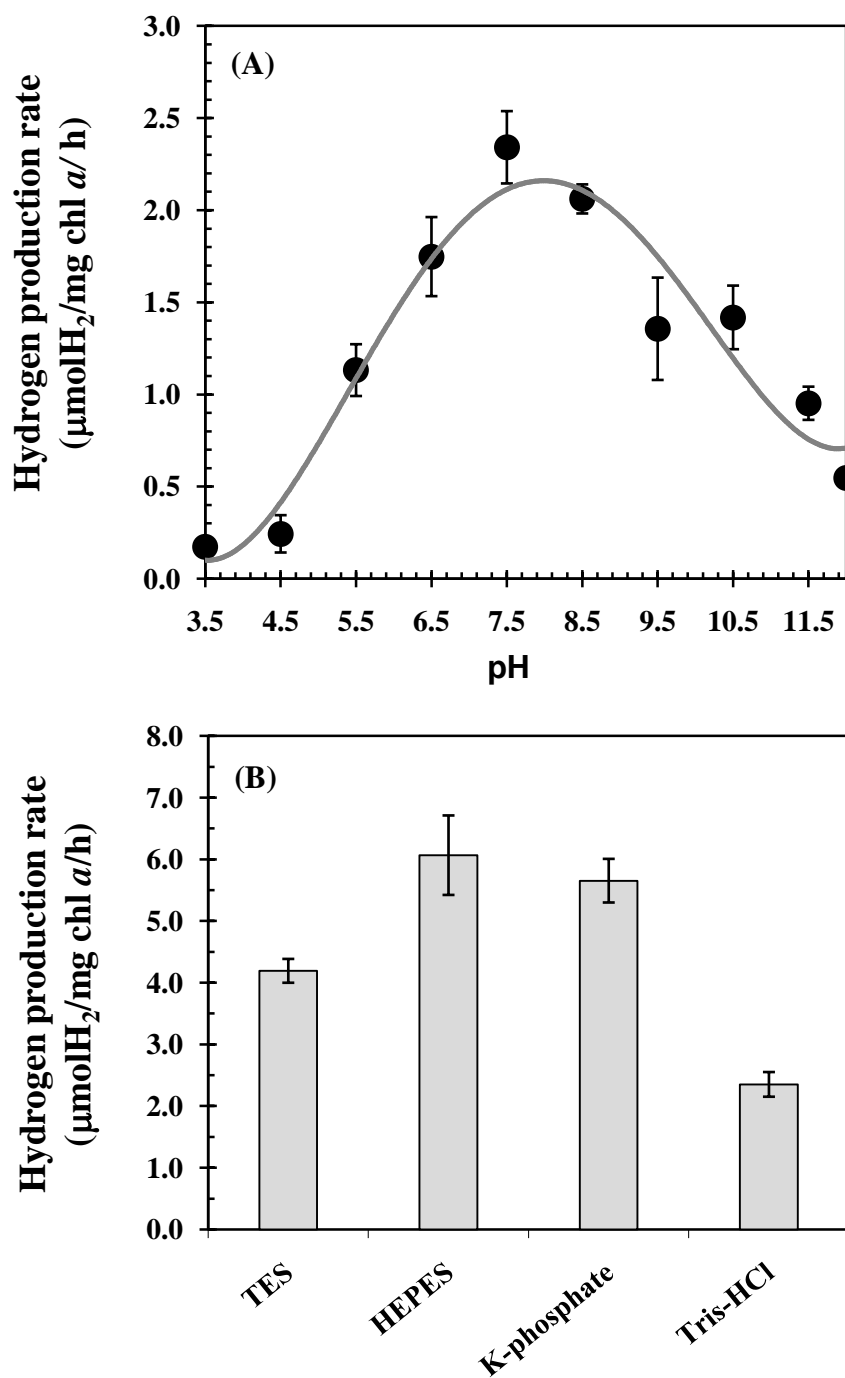 (A)
Hydrogen production rate
(µmolH₂/mg chl a/ h)
3.0
2.5
2.0
1.5
1.0
0.5
0.0
3.5 4.5 5.5 6.5 7.5 8.5 9.5 10.5 11.5
pH
(B)
Hydrogen production rate
(µmolH₂/mg chl a/h)
8.0
7.0
6.0
5.0
4.0
3.0
2.0
1.0
0.0
TES HEPES K-phosphate Tris-HCl